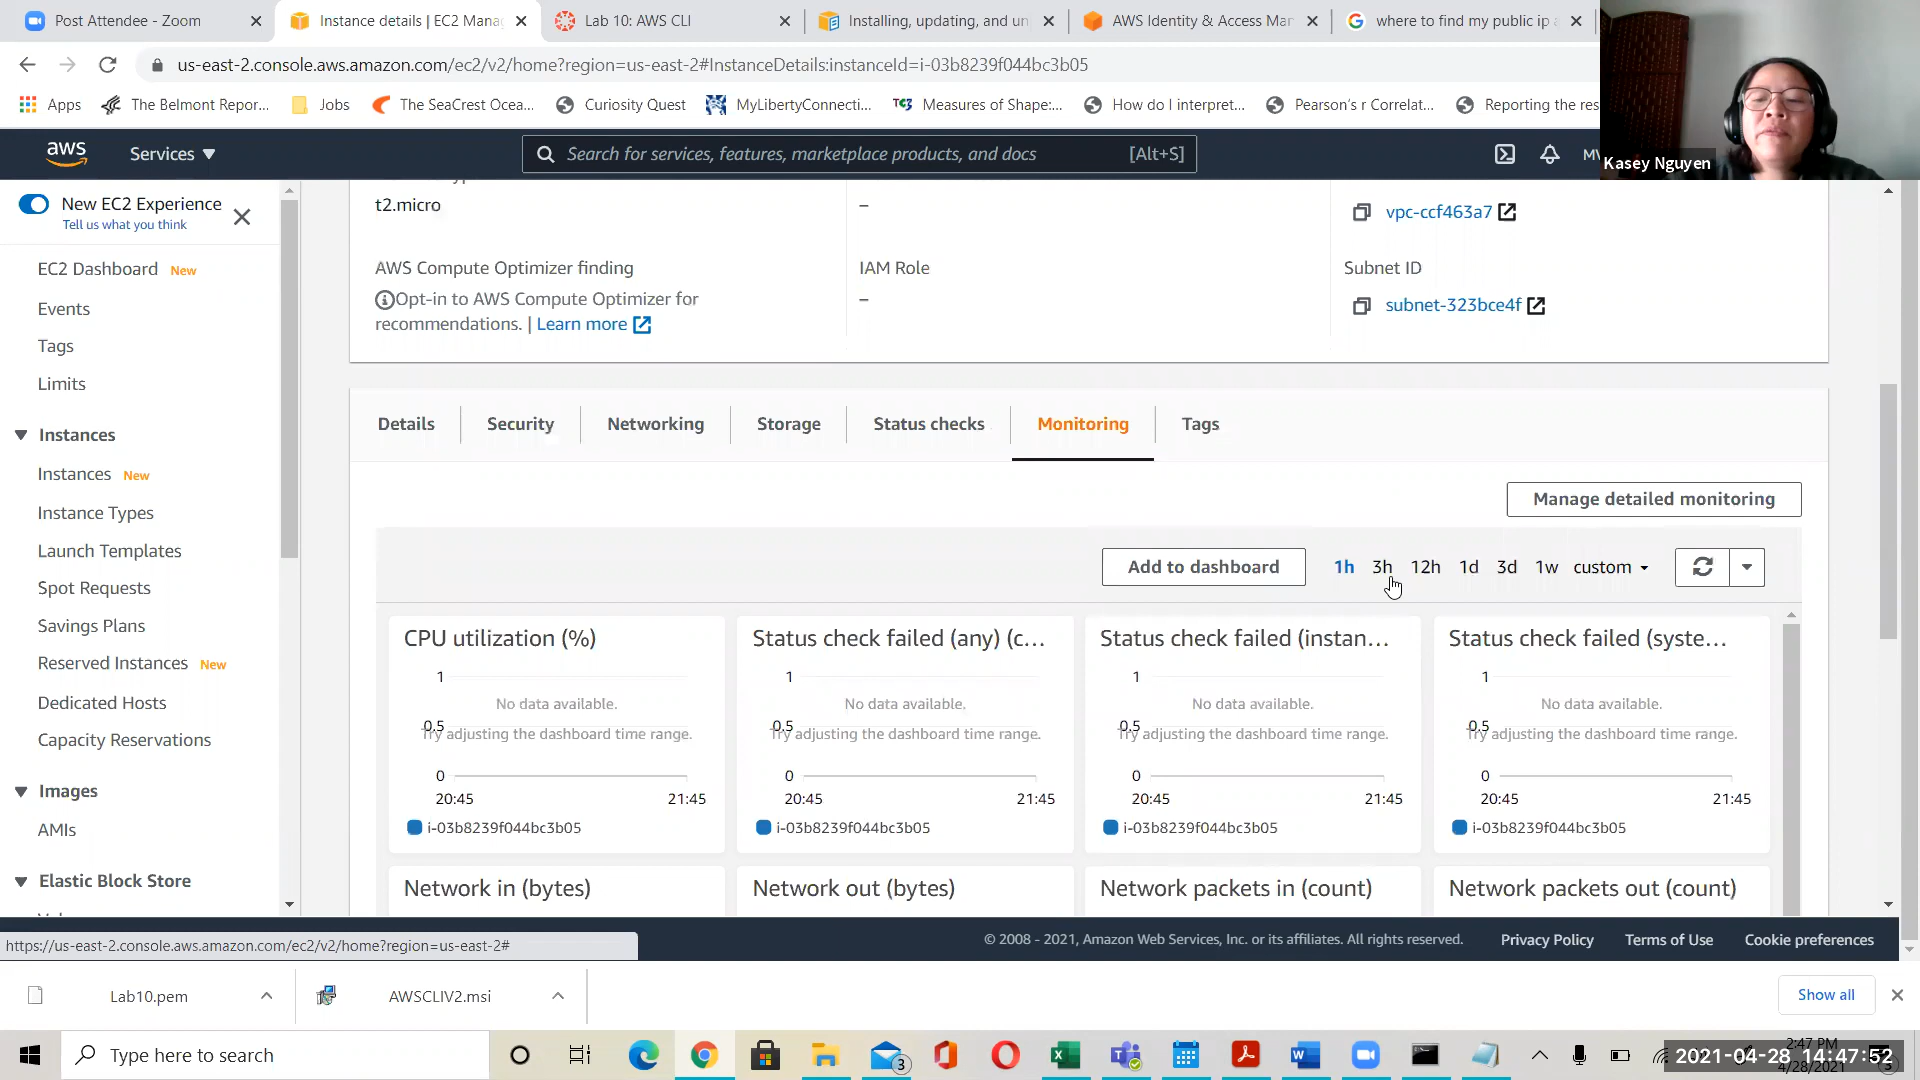 Post Attendee - Zoom
Instance details | EC2 Mana
Lab 10: AWS CLI
Installing, updating, and un
AWS Identity & Access Man
where to find my public ip a
us-east-2.console.aws.amazon.com/ec2/v2/home?region=us-east-2#InstanceDetails:instanceId=i-03b8239f044bc3b05
Apps
The Belmont Repor...
Jobs
The SeaCrest Ocea...
Curiosity Quest
MyLibertyConnecti...
Measures of Shape:...
How do I interpret...
Pearson's r Correlat...
Reporting the res
Kasey Nguyen
aws
Services
Search for services, features, marketplace products, and docs
[Alt+S]
New EC2 Experience
Tell us what you think
EC2 Dashboard New
Events
Tags
Limits
Instances
Instances New
Instance Types
Launch Templates
Spot Requests
Savings Plans
Reserved Instances New
Dedicated Hosts
Capacity Reservations
Images
AMIs
Elastic Block Store
t2.micro
–
vpc-ccf463a7
AWS Compute Optimizer finding
IAM Role
Subnet ID
Opt-in to AWS Compute Optimizer for
recommendations. | Learn more
–
subnet-323bce4f
Details
Security
Networking
Storage
Status checks
Monitoring
Tags
Manage detailed monitoring
Add to dashboard
1h 3h 12h 1d 3d 1w custom
CPU utilization (%)
1
No data available.
0.5
Try adjusting the dashboard time range.
0
20:45 21:45
i-03b8239f044bc3b05
Status check failed (any) (c...
1
No data available.
0.5
Try adjusting the dashboard time range.
0
20:45 21:45
i-03b8239f044bc3b05
Status check failed (instan...
1
No data available.
0.5
Try adjusting the dashboard time range.
0
20:45 21:45
i-03b8239f044bc3b05
Status check failed (syste...
1
No data available.
0.5
Try adjusting the dashboard time range.
0
20:45 21:45
i-03b8239f044bc3b05
Network in (bytes)
Network out (bytes)
Network packets in (count)
Network packets out (count)
https://us-east-2.console.aws.amazon.com/ec2/v2/home?region=us-east-2#
© 2008 - 2021, Amazon Web Services, Inc. or its affiliates. All rights reserved.
Privacy Policy
Terms of Use
Cookie preferences
Lab10.pem
AWSCLIV2.msi
Show all
Type here to search
3
2:47 PM
4/28/2021
2021-04-28 14:47:52